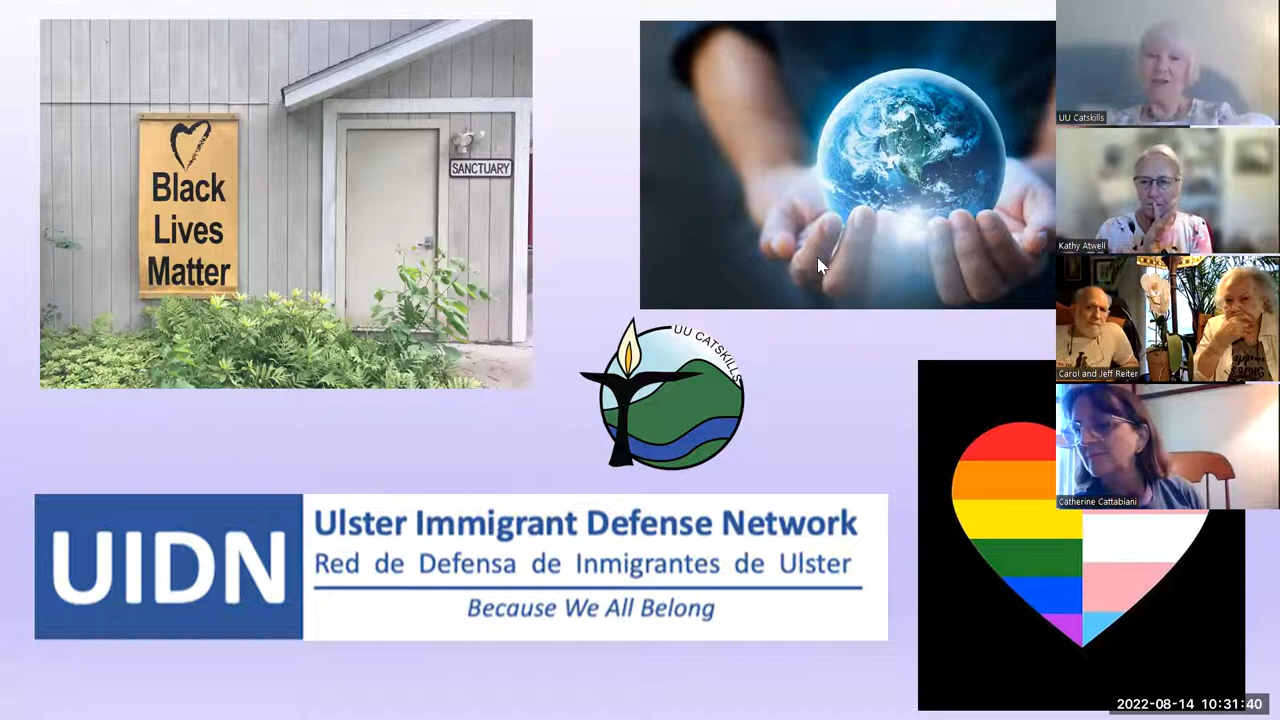 Black
Lives
Matter
SANCTUARY
UU CATSKILLS
UIDN
Ulster Immigrant Defense Network
Red de Defensa de Inmigrantes de Ulster
Because We All Belong
UU Catskills
Kathy Atwell
Carol and Jeff Reiter
Catherine Cattabiani
2022-08-14 10:31:40